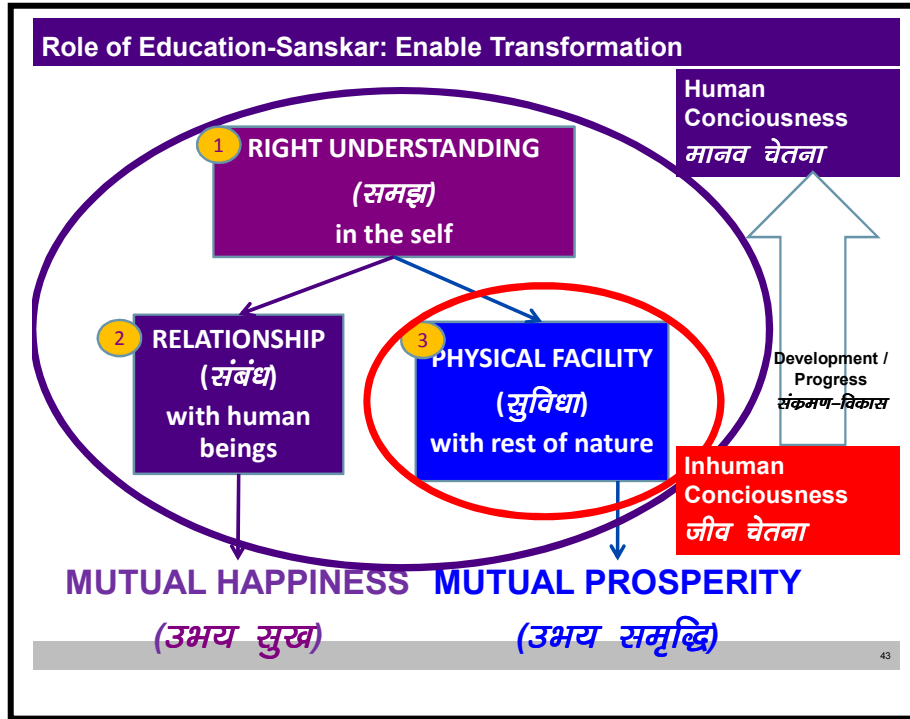 Role of Education-Sanskar: Enable Transformation
Human
Conciousness
मानव चेतना
1
RIGHT UNDERSTANDING
(समझ)
in the self
2
RELATIONSHIP
(संबंध)
with human
beings
3
PHYSICAL FACILITY
(सुविधा)
with rest of nature
Development /
Progress
संक्रमण–विकास
Inhuman
Conciousness
जीव चेतना
MUTUAL HAPPINESS
(उभय सुख)
MUTUAL PROSPERITY
(उभय समृद्धि)
43